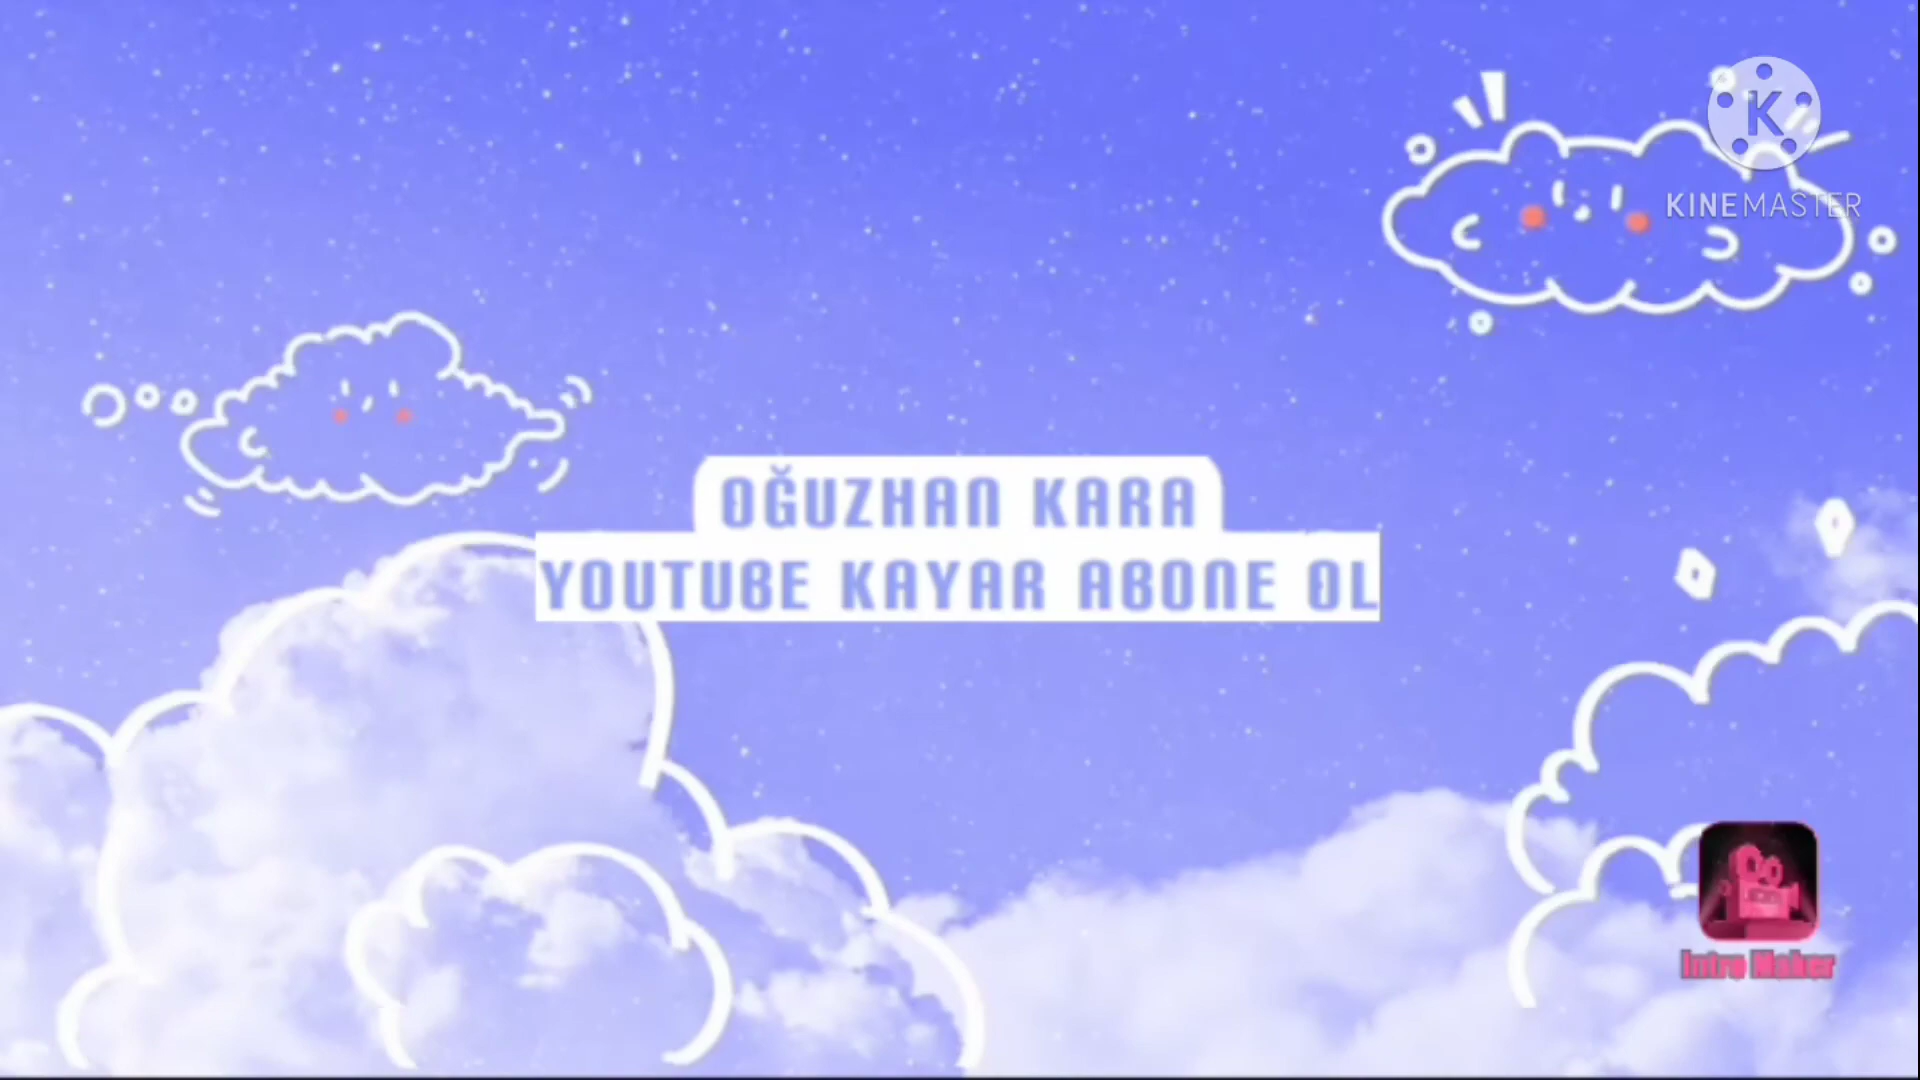 K
KINEMASTER
OĞUZHAN KARA
YOUTUBE KAYAR ABONE OL
Intro Maker